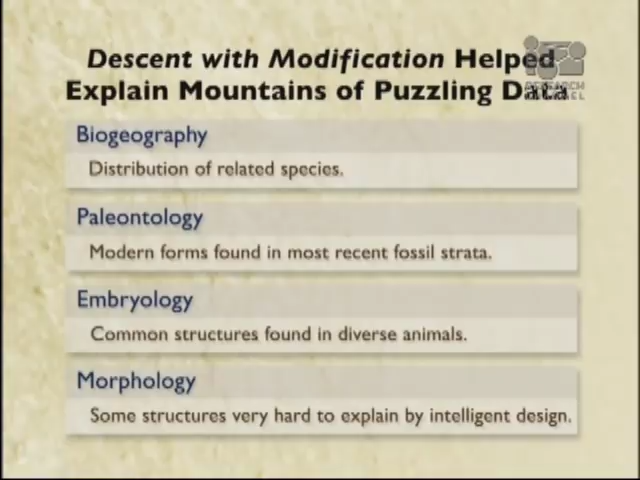 Descent with Modification Helped
Explain Mountains of Puzzling Data
RESEARCH
CHANNEL
Biogeography
Distribution of related species.
Paleontology
Modern forms found in most recent fossil strata.
Embryology
Common structures found in diverse animals.
Morphology
Some structures very hard to explain by intelligent design.